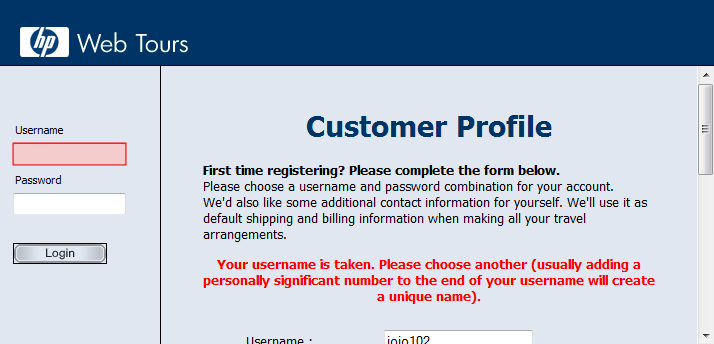 hp Web Tours
Username
Password
Login
Customer Profile
First time registering? Please complete the form below.
Please choose a username and password combination for your account.
We'd also like some additional contact information for yourself. We'll use it as
default shipping and billing information when making all your travel
arrangements.
Your username is taken. Please choose another (usually adding a
personally significant number to the end of your username will create
a unique name).
Username : jojo102